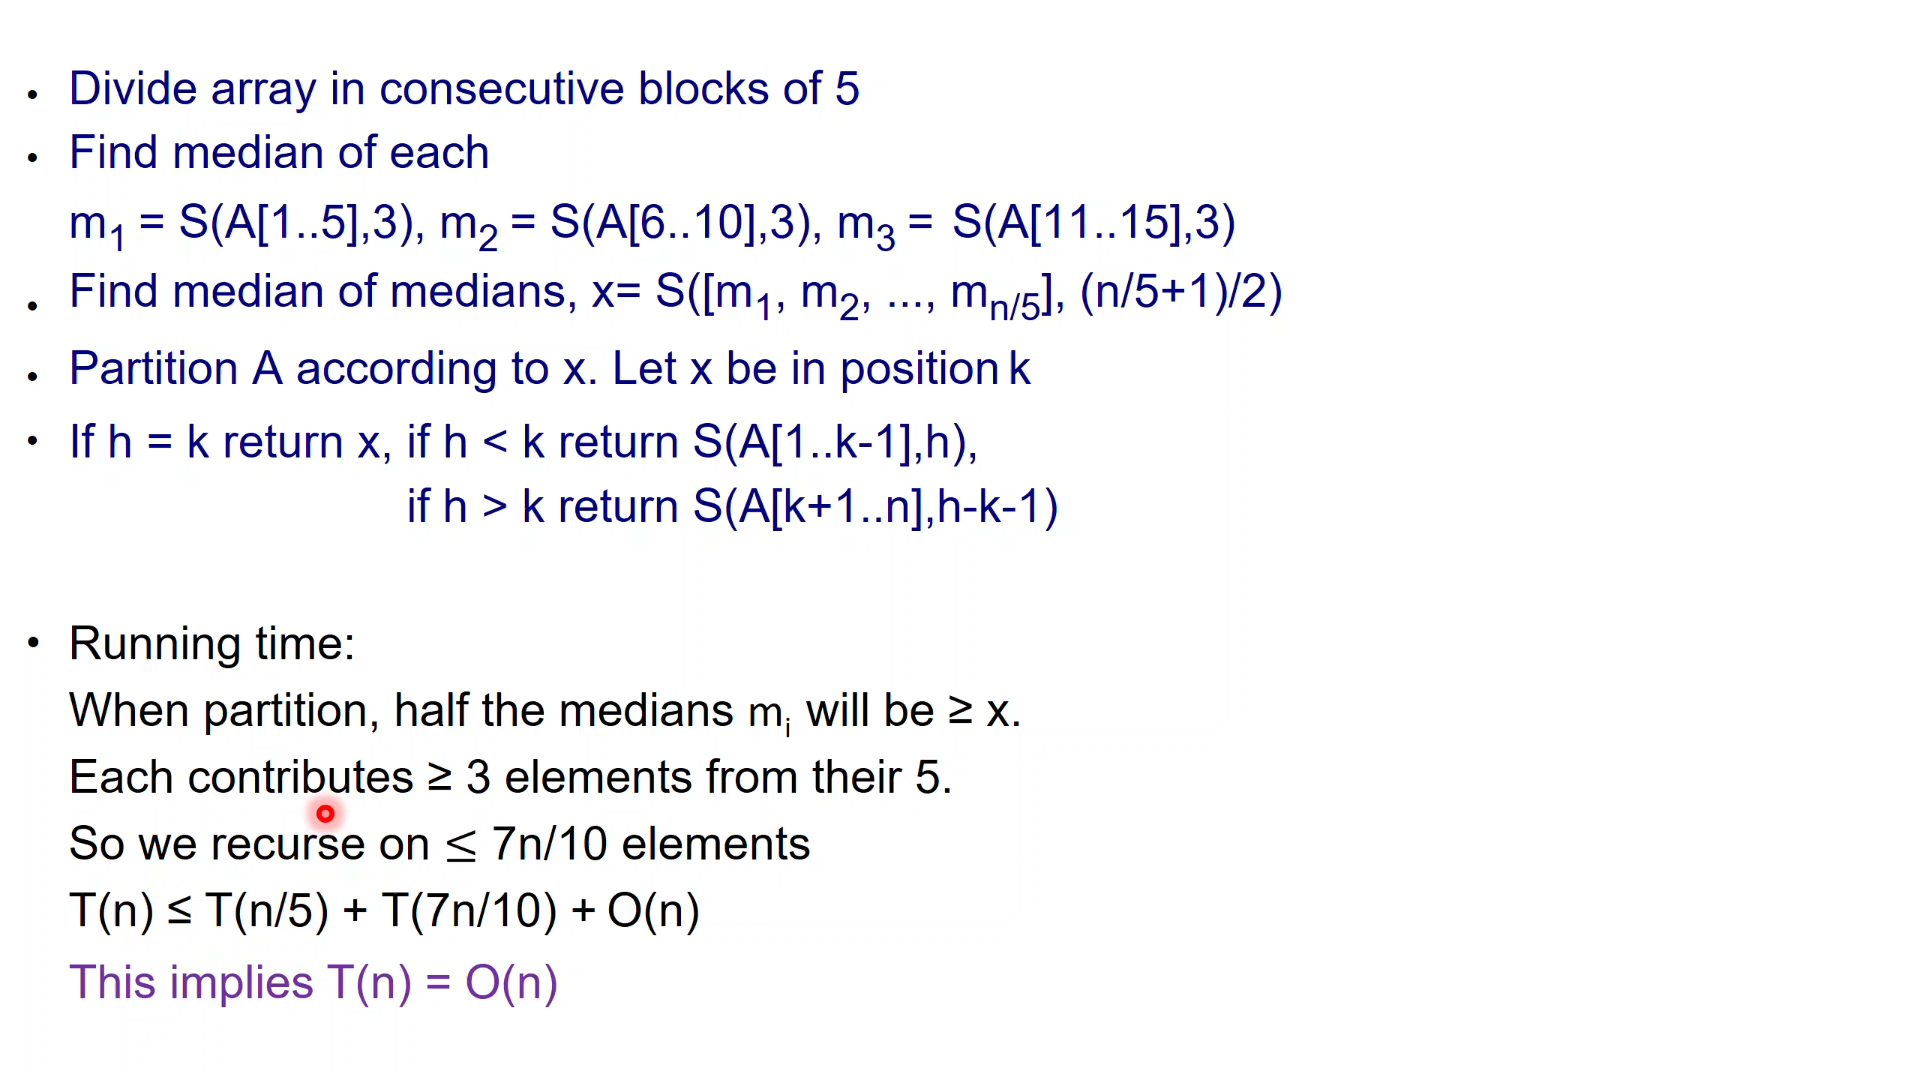 • Divide array in consecutive blocks of 5
• Find median of each
m₁ = S(A[1..5],3), m₂ = S(A[6..10],3), m₃ = S(A[11..15],3)
• Find median of medians, x= S([m₁, m₂, ..., mₙ/₅], (n/5+1)/2)
• Partition A according to x. Let x be in position k
• If h = k return x, if h < k return S(A[1..k-1],h),
if h > k return S(A[k+1..n],h-k-1)
• Running time:
When partition, half the medians mᵢ will be ≥ x.
Each contributes ≥ 3 elements from their 5.
So we recurse on ≤ 7n/10 elements
T(n) ≤ T(n/5) + T(7n/10) + O(n)
This implies T(n) = O(n)